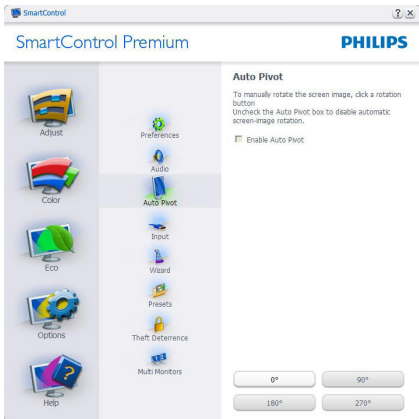 SmartControl
? x
SmartControl Premium
PHILIPS
Adjust
Color
Eco
Options
Help
Preferences
Audio
Auto Pivot
Input
Wizard
Presets
Theft Deterrence
Multi Monitors
Auto Pivot
To manually rotate the screen image, click a rotation
button
Uncheck the Auto Pivot box to disable automatic
screen-image rotation.
Enable Auto Pivot
0°
90°
180°
270°